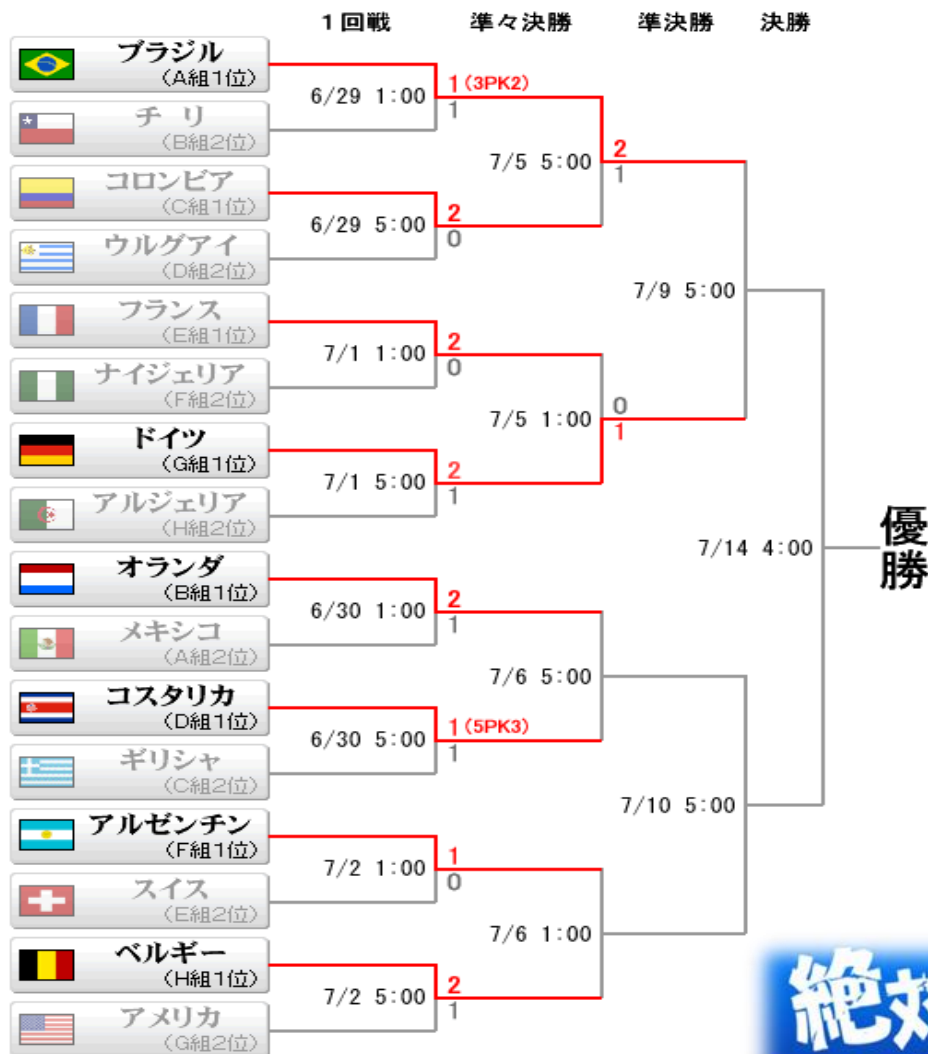 1回戦 準々決勝 準決勝 決勝
ブラジル
(A組1位)
6/29 1:00
1(3PK2)
1
チリ
(B組2位)
7/5 5:00
2
1
コロンビア
(C組1位)
6/29 5:00
2
0
ウルグアイ
(D組2位)
7/9 5:00
フランス
(E組1位)
7/1 1:00
2
0
ナイジェリア
(F組2位)
7/5 1:00
0
1
ドイツ
(G組1位)
7/1 5:00
2
1
アルジェリア
(H組2位)
7/14 4:00
優勝
オランダ
(B組1位)
6/30 1:00
2
1
メキシコ
(A組2位)
7/6 5:00
コスタリカ
(D組1位)
6/30 5:00
1(5PK3)
1
ギリシャ
(C組2位)
7/10 5:00
アルゼンチン
(F組1位)
7/2 1:00
1
0
スイス
(E組2位)
7/6 1:00
ベルギー
(H組1位)
7/2 5:00
2
1
アメリカ
(G組2位)
絶対